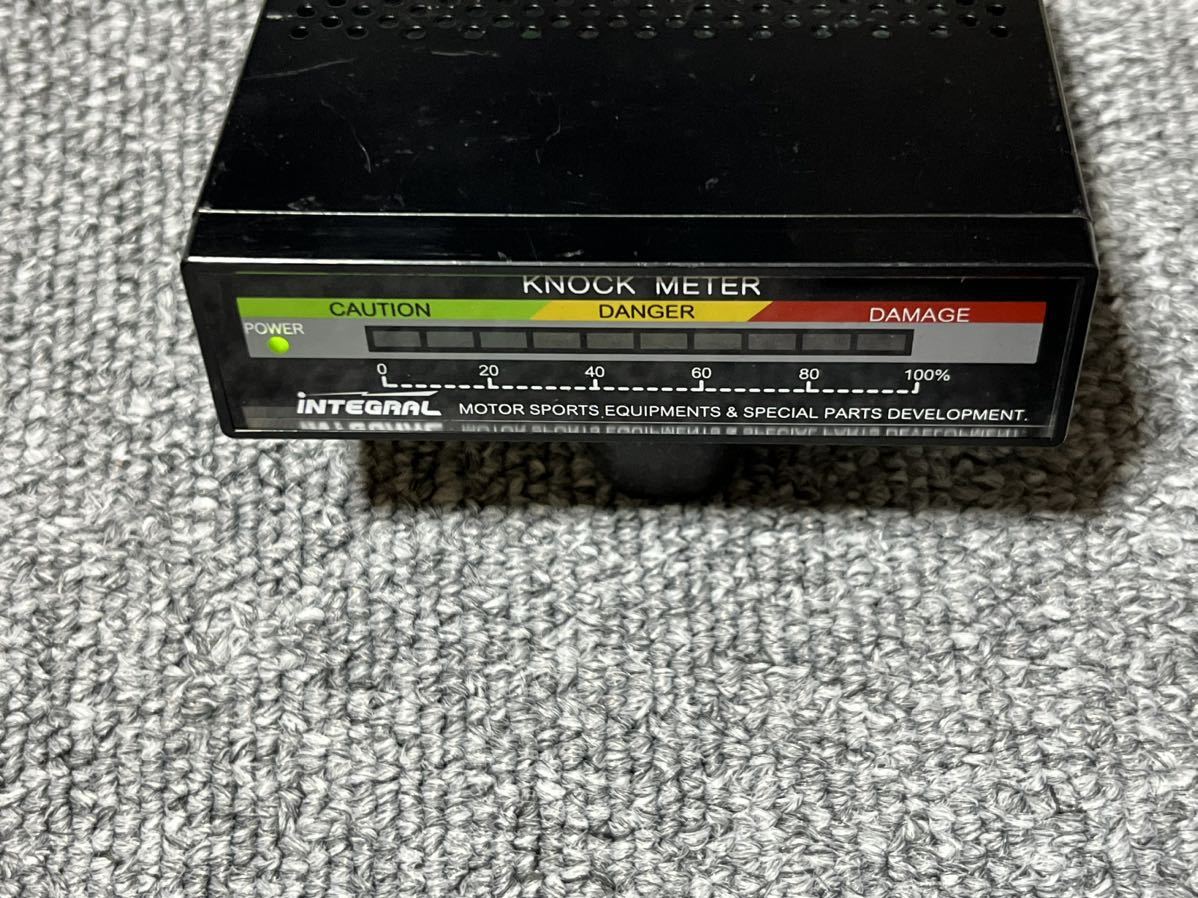 KNOCK METER
CAUTION DANGER DAMAGE
POWER
0 20 40 60 80 100%
INTEGRAL MOTOR SPORTS EQUIPMENTS & SPECIAL PARTS DEVELOPMENT.